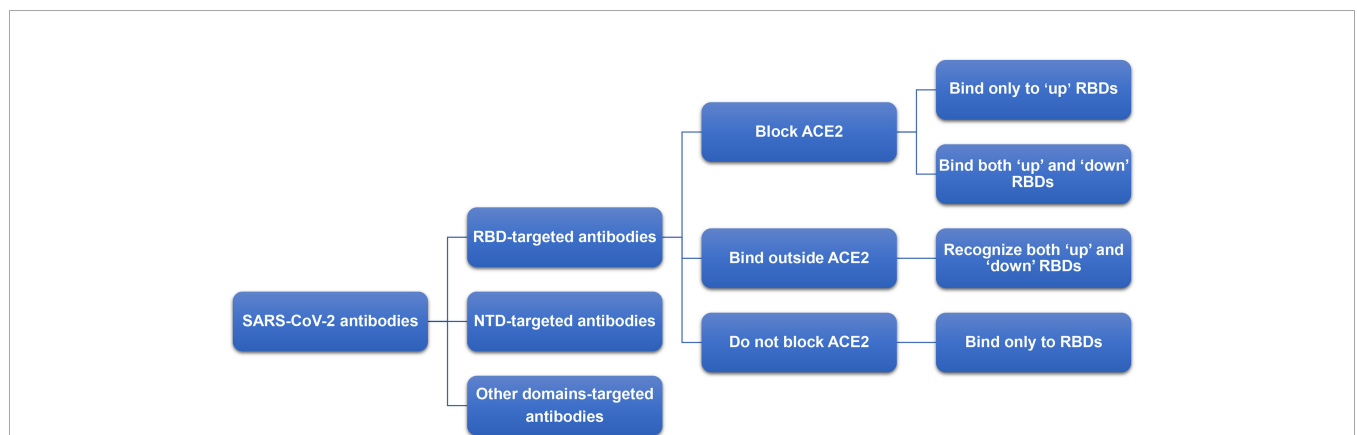 SARS-CoV-2 antibodies
RBD-targeted antibodies
NTD-targeted antibodies
Other domains-targeted
antibodies
Block ACE2
Bind outside ACE2
Do not block ACE2
Bind only to ‘up’ RBDs
Bind both ‘up’ and ‘down’
RBDs
Recognize both ‘up’ and
‘down’ RBDs
Bind only to RBDs